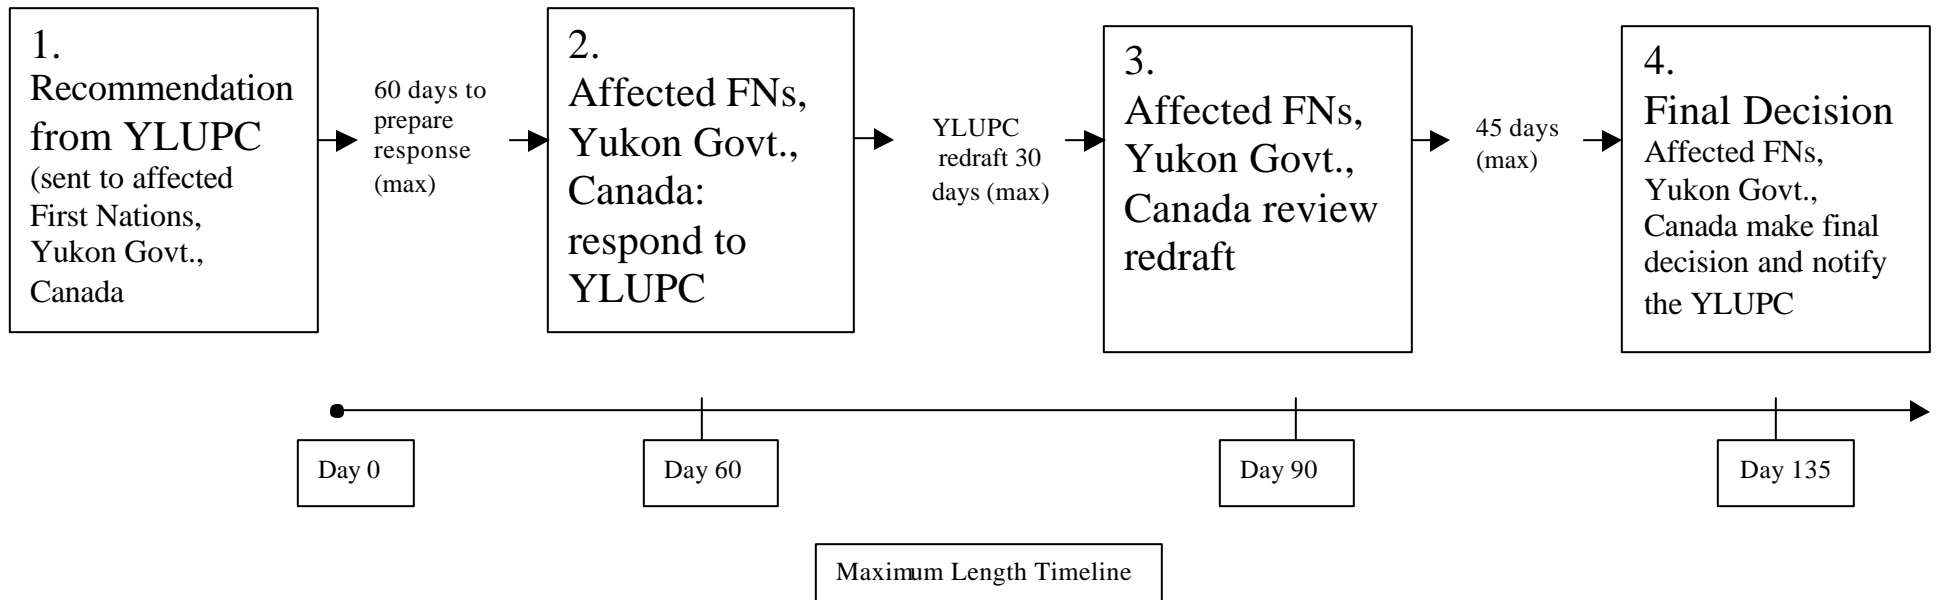 1.
Recommendation
from YLUPC
(sent to affected
First Nations,
Yukon Govt.,
Canada
60 days to
prepare
response
(max)
2.
Affected FNs,
Yukon Govt.,
Canada:
respond to
YLUPC
YLUPC
redraft 30
days (max)
3.
Affected FNs,
Yukon Govt.,
Canada review
redraft
45 days
(max)
4.
Final Decision
Affected FNs,
Yukon Govt.,
Canada make final
decision and notify
the YLUPC
Day 0
Day 60
Day 90
Day 135
Maximum Length Timeline